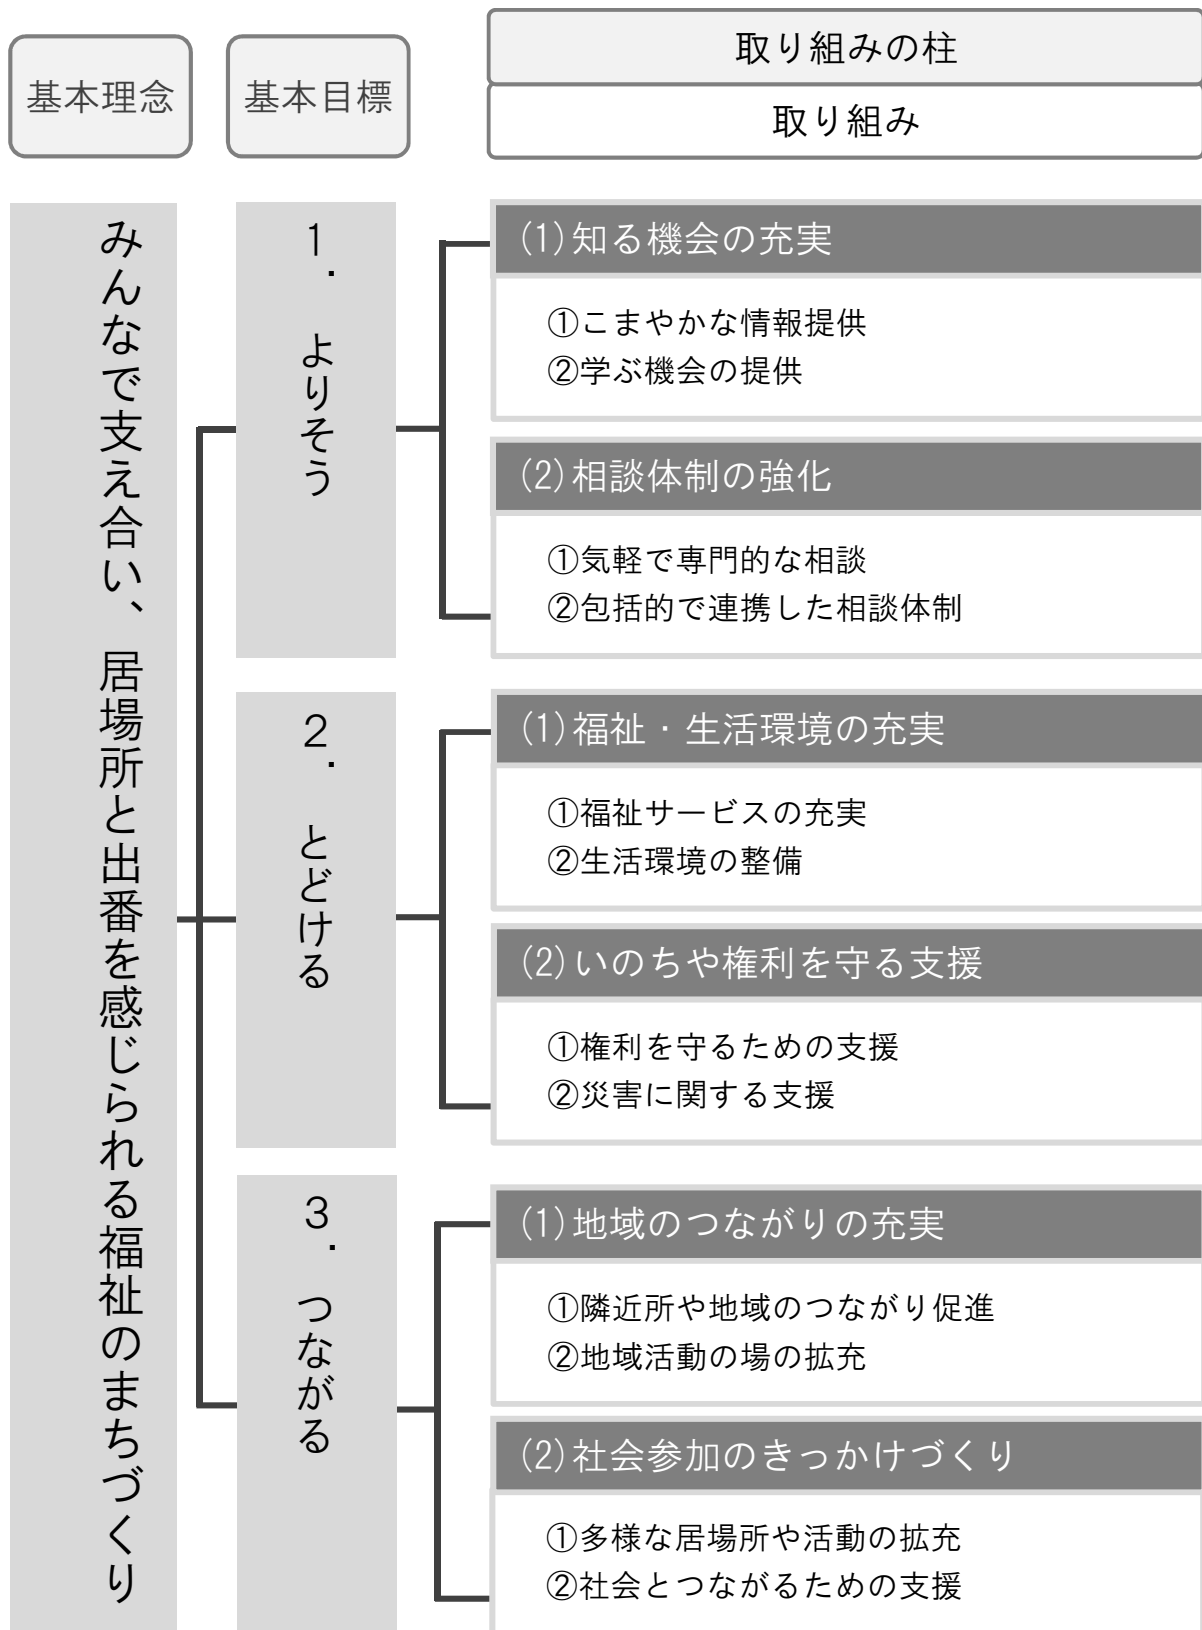 基本理念
基本目標
取り組みの柱
取り組み
みんなで支え合い、居場所と出番を感じられる福祉のまちづくり
1. よりそう
(1)知る機会の充実
①こまやかな情報提供
②学ぶ機会の提供
(2)相談体制の強化
①気軽で専門的な相談
②包括的で連携した相談体制
2. とどける
(1)福祉・生活環境の充実
①福祉サービスの充実
②生活環境の整備
(2)いのちや権利を守る支援
①権利を守るための支援
②災害に関する支援
3. つながる
(1)地域のつながりの充実
①隣近所や地域のつながり促進
②地域活動の場の拡充
(2)社会参加のきっかけづくり
①多様な居場所や活動の拡充
②社会とつながるための支援